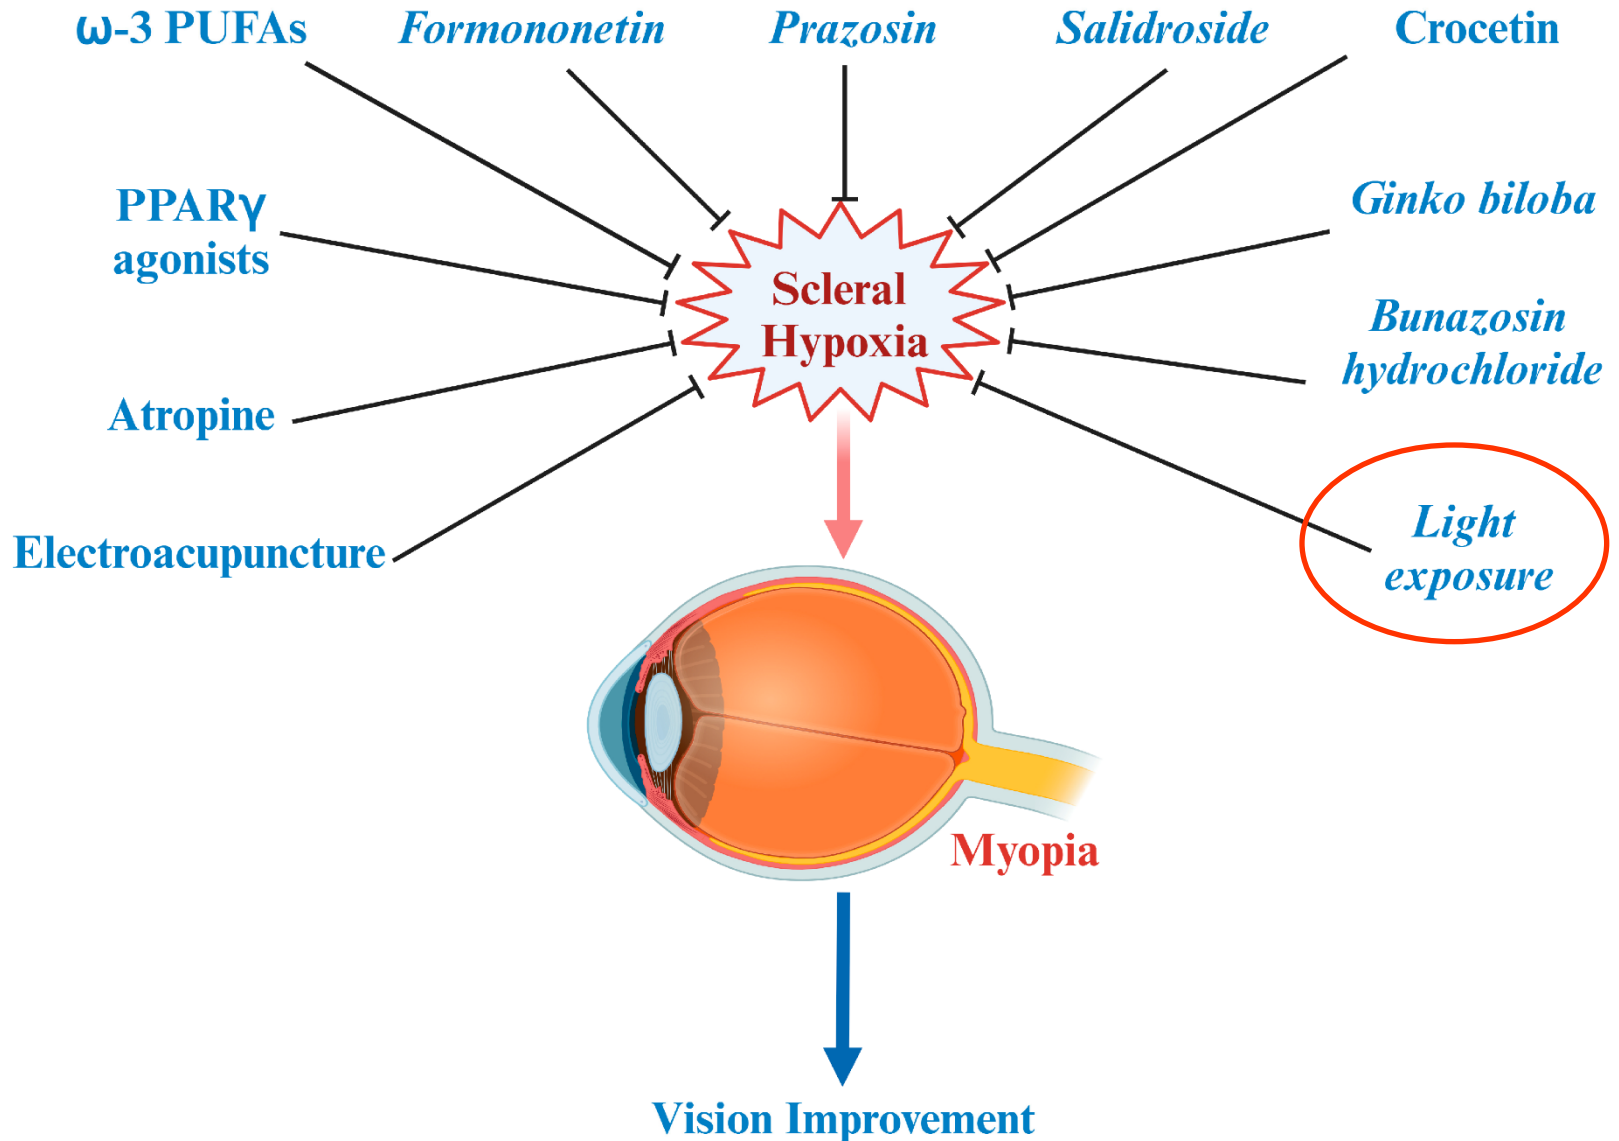 ω-3 PUFAs
Formononetin
Prazosin
Salidroside
Crocetin
PPARγ
agonists
Ginko biloba
Scleral
Hypoxia
Bunazosin
hydrochloride
Atropine
Electroacupuncture
Light
exposure
Myopia
Vision Improvement